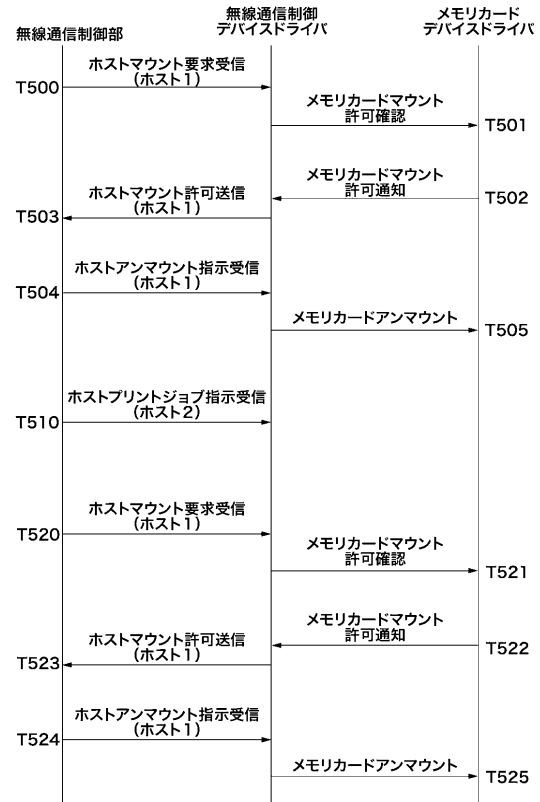 無線通信制御部
無線通信制御
デバイスドライバ
メモリカード
デバイスドライバ
ホストマウント要求受信
(ホスト1)
T500
メモリカードマウント
許可確認
T501
メモリカードマウント
許可通知
T502
ホストマウント許可送信
(ホスト1)
T503
ホストアンマウント指示受信
(ホスト1)
T504
メモリカードアンマウント
T505
ホストプリントジョブ指示受信
(ホスト2)
T510
ホストマウント要求受信
(ホスト1)
T520
メモリカードマウント
許可確認
T521
メモリカードマウント
許可通知
T522
ホストマウント許可送信
(ホスト1)
T523
ホストアンマウント指示受信
(ホスト1)
T524
メモリカードアンマウント
T525